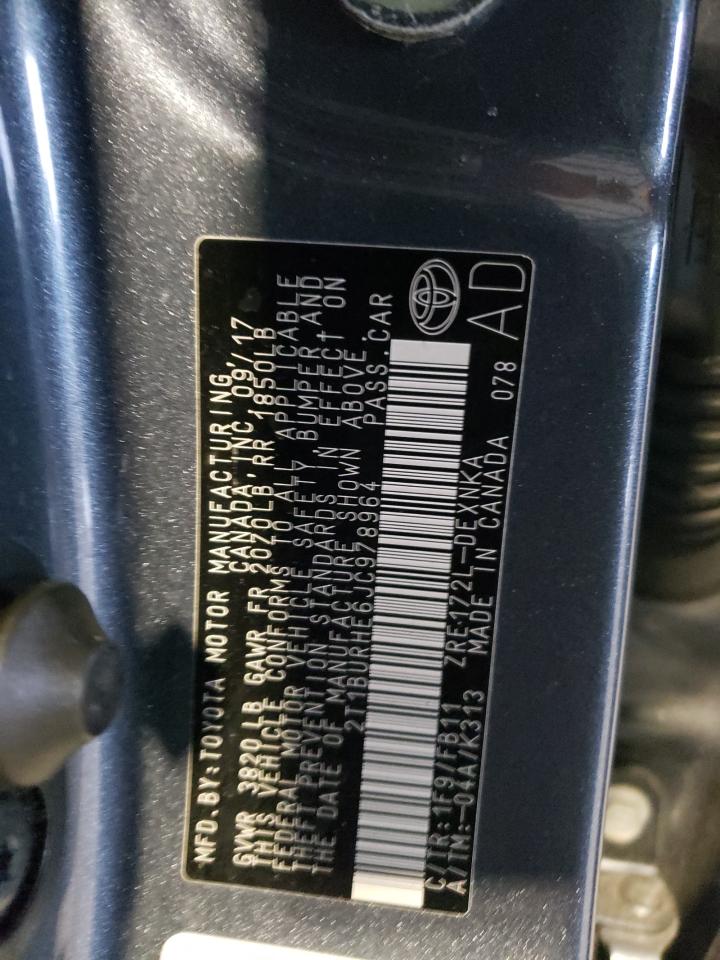 MFD.BY:TOYOTA MOTOR MANUFACTURING
CANADA INC 09/17
GVWR 3820LB GAWR FR 2070LB RR 1850LB
THIS VEHICLE CONFORMS TO ALL APPLICABLE
FEDERAL MOTOR VEHICLE SAFETY, BUMPER, AND
THEFT PREVENTION STANDARDS IN EFFECT ON
THE DATE OF MANUFACTURE SHOWN ABOVE.
2T1BURHE6JC978964 PASS.CAR
C/TR:1F9/FB11 ZRE172L-DEXNKA
A/TM:-04A/K313 MADE IN CANADA 078
AD